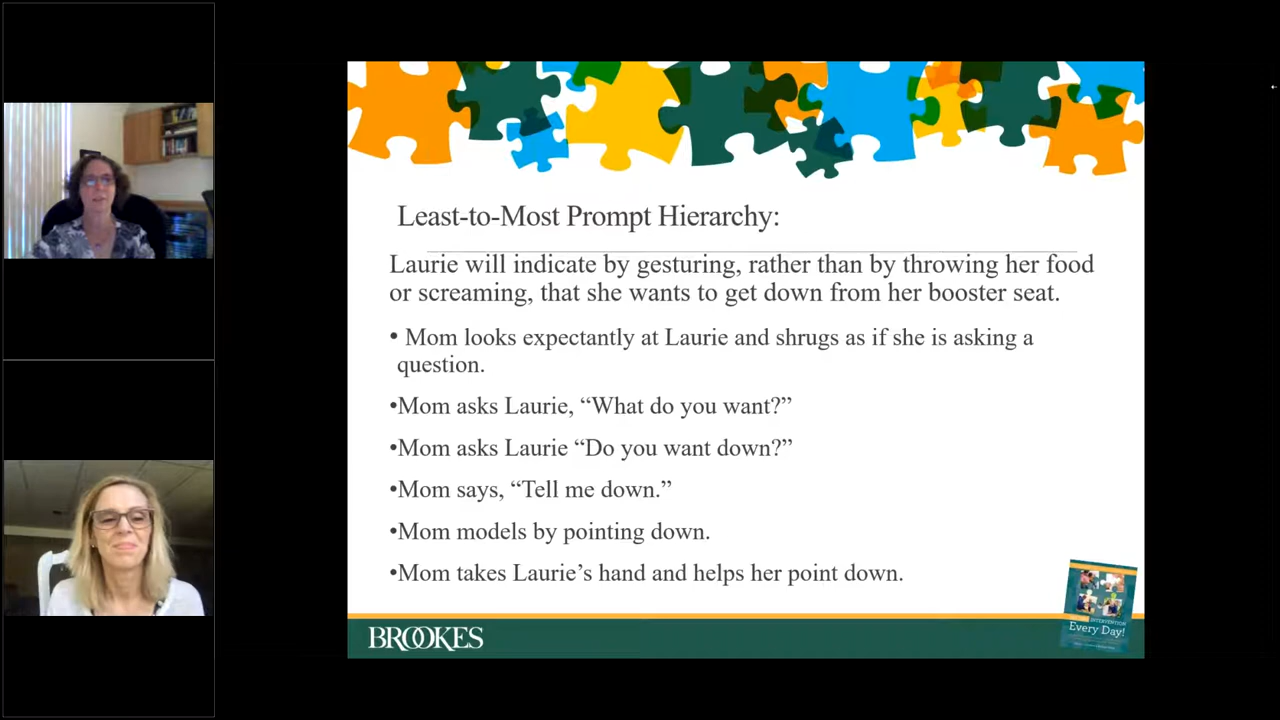 Least-to-Most Prompt Hierarchy:
Laurie will indicate by gesturing, rather than by throwing her food
or screaming, that she wants to get down from her booster seat.
• Mom looks expectantly at Laurie and shrugs as if she is asking a
question.
•Mom asks Laurie, “What do you want?”
•Mom asks Laurie “Do you want down?”
•Mom says, “Tell me down.”
•Mom models by pointing down.
•Mom takes Laurie’s hand and helps her point down.
INTERVENTION
Every Day!
BROOKES